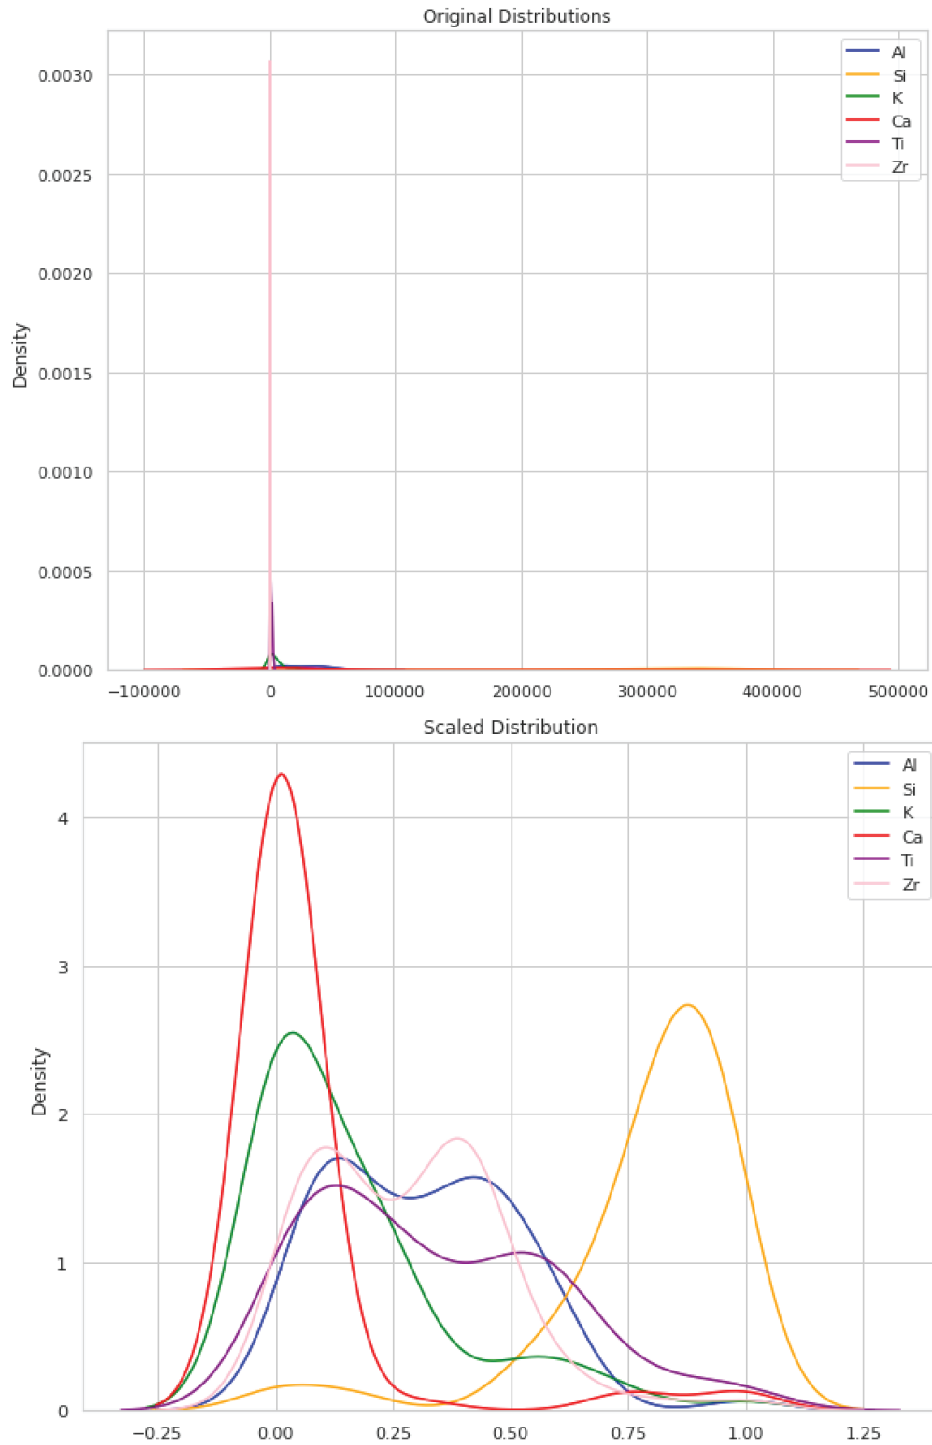 Original Distributions
Al
Si
K
Ca
Ti
Zr
0.0030
0.0025
0.0020
0.0015
0.0010
0.0005
0.0000
Density
−100000 0 100000 200000 300000 400000 500000
Scaled Distribution
Al
Si
K
Ca
Ti
Zr
4
3
2
1
0
Density
−0.25 0.00 0.25 0.50 0.75 1.00 1.25